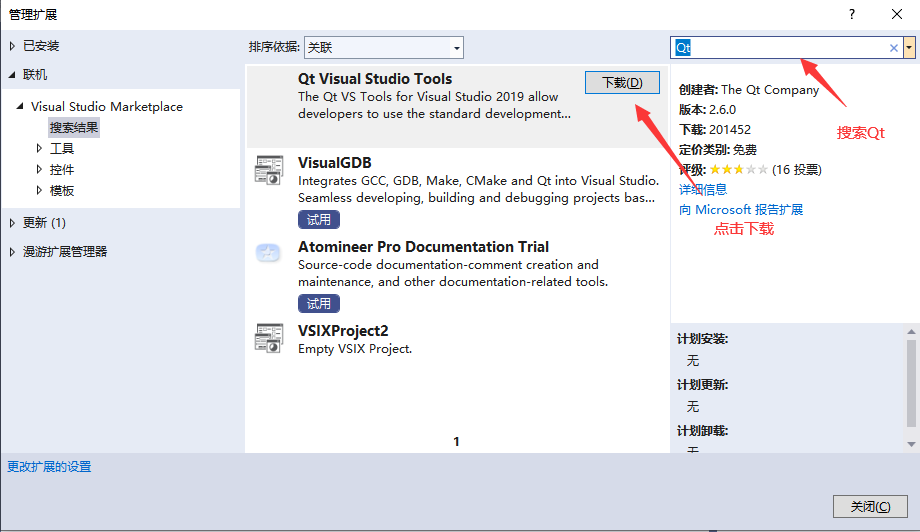 管理扩展
?
已安装
联机
Visual Studio Marketplace
搜索结果
工具
控件
模板
更新 (1)
漫游扩展管理器
更改扩展的设置
排序依据: 关联
Qt Visual Studio Tools
下载(D)
The Qt VS Tools for Visual Studio 2019 allow
developers to use the standard development...
VisualGDB
Integrates GCC, GDB, Make, CMake and Qt into Visual Studio.
Seamless developing, building and debugging projects bas...
试用
Atomineer Pro Documentation Trial
Source-code documentation-comment creation and
maintenance, and other documentation-related tools.
试用
VSIXProject2
Empty VSIX Project.
1
Qt
搜索Qt
创建者: The Qt Company
版本: 2.6.0
下载: 201452
定价类别: 免费
评级: (16 投票)
详细信息
向 Microsoft 报告扩展
点击下载
计划安装:
无
计划更新:
无
计划卸载:
无
关闭(C)